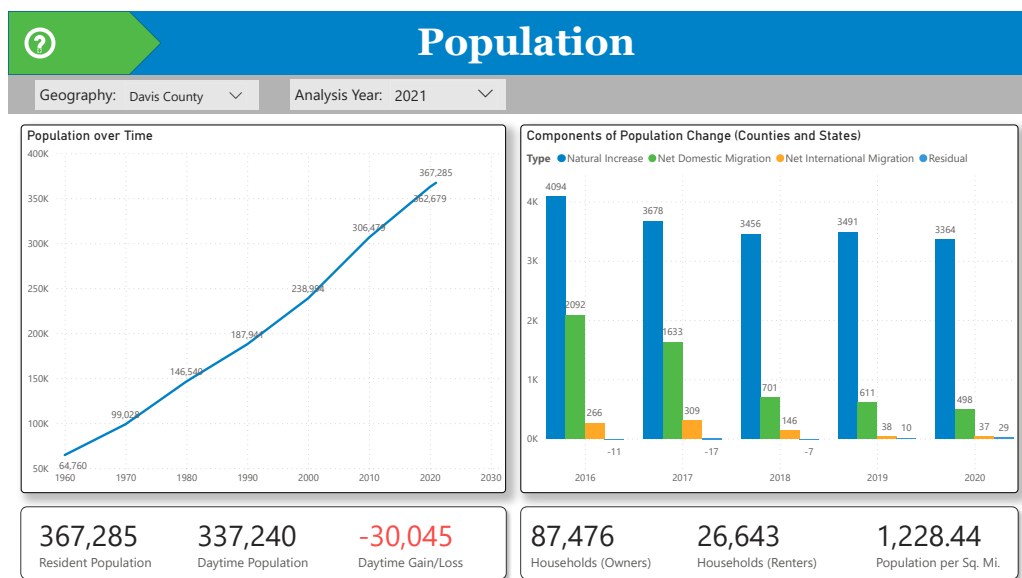 Population
Geography: Davis County
Analysis Year: 2021
Population over Time
400K
350K
300K
250K
200K
150K
100K
50K
64,760
99,028
146,540
187,941
238,994
306,479
362,679
367,285
1960 1970 1980 1990 2000 2010 2020 2030
Components of Population Change (Counties and States)
Type Natural Increase Net Domestic Migration Net International Migration Residual
4K
3K
2K
1K
0K
4094 2092 266 -11
3678 1633 309 -17
3456 701 146 -7
3491 611 38 10
3364 498 37 29
2016 2017 2018 2019 2020
367,285 337,240 -30,045
Resident Population Daytime Population Daytime Gain/Loss
87,476 26,643 1,228.44
Households (Owners) Households (Renters) Population per Sq. Mi.